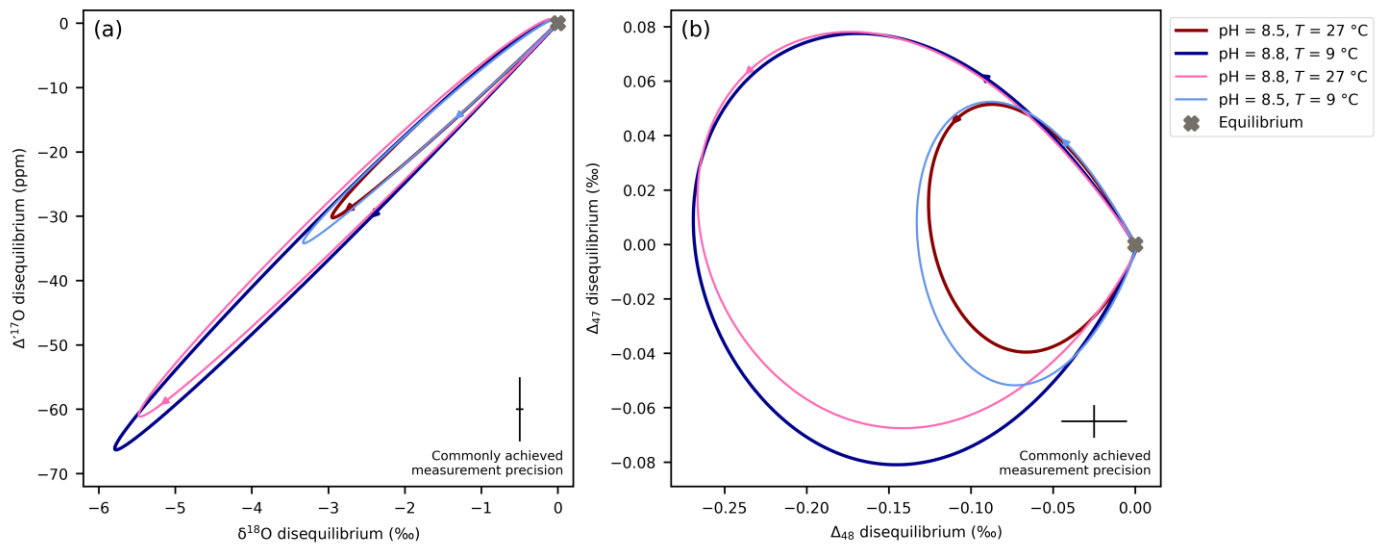 (a)
Δ′¹⁷O disequilibrium (ppm)
0
−10
−20
−30
−40
−50
−60
−70
−6
−5
−4
−3
−2
−1
0
δ¹⁸O disequilibrium (‰)
Commonly achieved
measurement precision
(b)
Δ₄₇ disequilibrium (‰)
0.08
0.06
0.04
0.02
0.00
−0.02
−0.04
−0.06
−0.08
−0.25
−0.20
−0.15
−0.10
−0.05
0.00
Δ₄₈ disequilibrium (‰)
Commonly achieved
measurement precision
pH = 8.5, T = 27 °C
pH = 8.8, T = 9 °C
pH = 8.8, T = 27 °C
pH = 8.5, T = 9 °C
Equilibrium